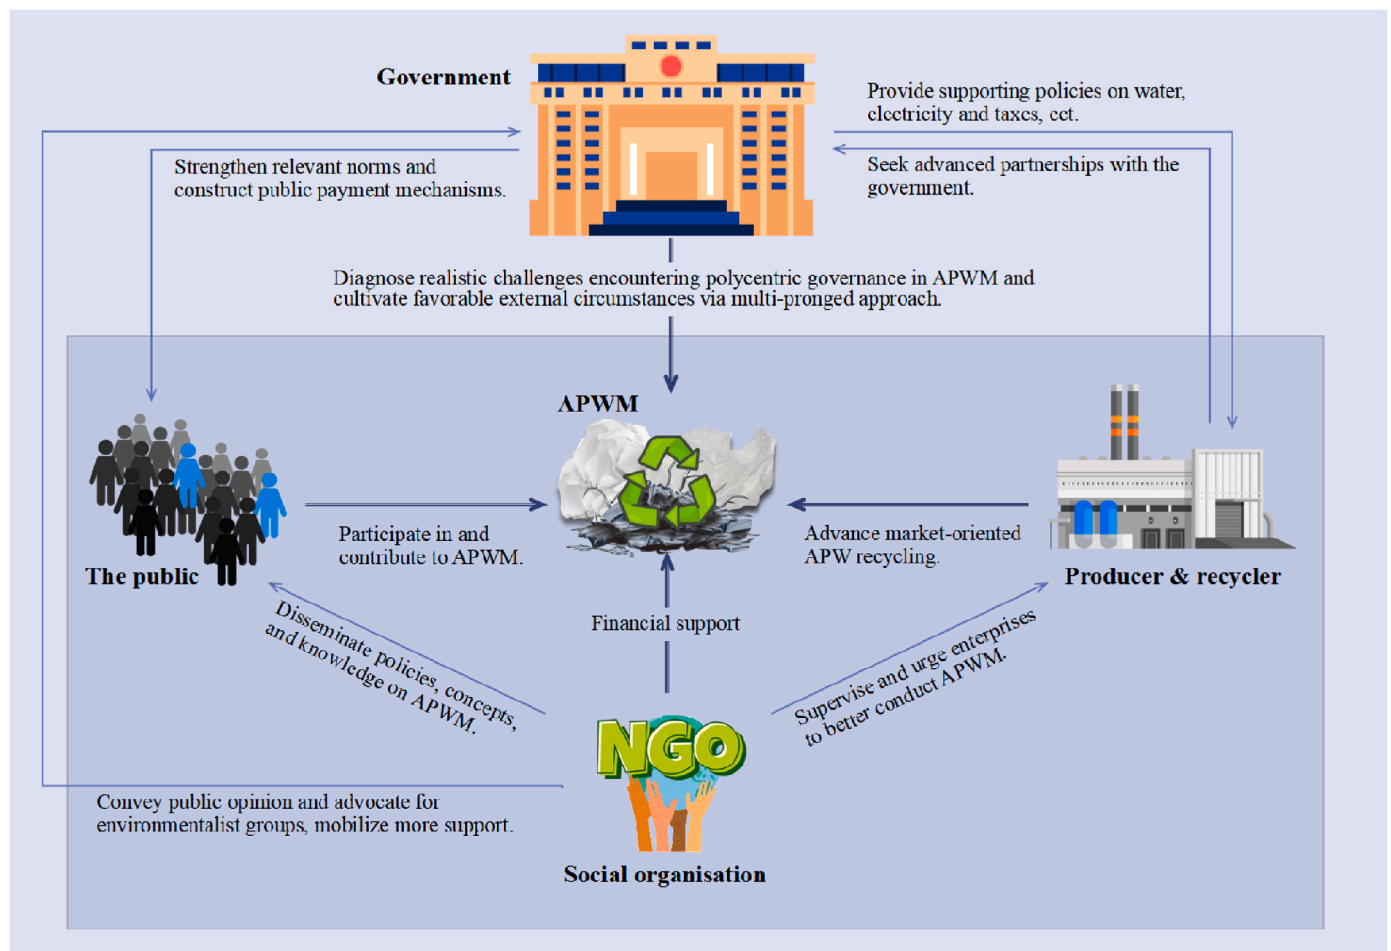 Government
Provide supporting policies on water,
electricity and taxes, ect.
Strengthen relevant norms and
construct public payment mechanisms.
Seek advanced partnerships with the
government.
Diagnose realistic challenges encountering polycentric governance in APWM and
cultivate favorable external circumstances via multi-pronged approach.
APWM
Participate in and
contribute to APWM.
Advance market-oriented
APW recycling.
The public
Producer & recycler
Disseminate policies, concepts,
and knowledge on APWM.
Financial support
Supervise and urge enterprises
to better conduct APWM.
NGO
Convey public opinion and advocate for
environmentalist groups, mobilize more support.
Social organisation